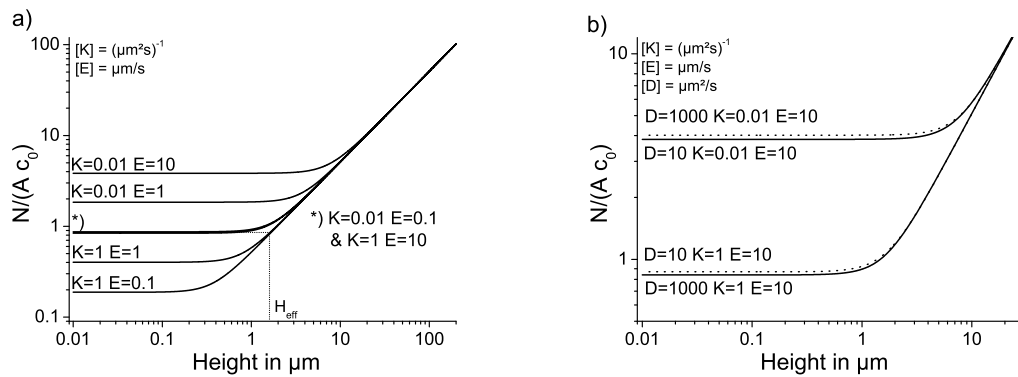 a)
[K] = (µm²s)⁻¹
[E] = µm/s
100
10
1
0.1
N/(A c₀)
K=0.01 E=10
K=0.01 E=1
*)
K=1 E=1
K=1 E=0.1
*) K=0.01 E=0.1
& K=1 E=10
H_eff
0.01 0.1 1 10 100
Height in µm
b)
[K] = (µm²s)⁻¹
[E] = µm/s
[D] = µm²/s
10
1
N/(A c₀)
D=1000 K=0.01 E=10
D=10 K=0.01 E=10
D=10 K=1 E=10
D=1000 K=1 E=10
0.01 0.1 1 10
Height in µm